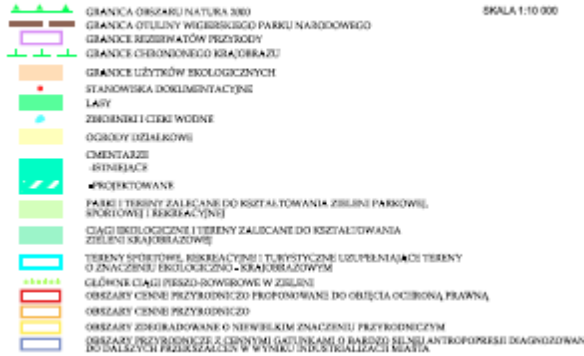 GRANICA OBSZARU NATURA 2000
SKALA 1:10 000
GRANICA OTULINY WIGIERSKIEGO PARKU NARODOWEGO
GRANICE REZERWATÓW PRZYRODY
GRANICE CHRONIONEGO KRAJOBRAZU
GRANICE UŻYTKÓW EKOLOGICZNYCH
STANOWISKA DOKUMENTACYJNE
LASY
ZBIORNIKI I CIEKI WODNE
OGRODY DZIAŁKOWE
CMENTARZE
-ISTNIEJĄCE
-PROJEKTOWANE
PARKI I TERENY ZALECANE DO KSZTAŁTOWANIA ZIELENI PARKOWEJ,
SPORTOWEJ I REKREACYJNEJ
CIĄGI EKOLOGICZNE I TERENY ZALECANE DO KSZTAŁTOWANIA
ZIELENI KRAJOBRAZOWEJ
TERENY SPORTOWE, REKREACYJNE I TURYSTYCZNE UZUPEŁNIAJĄCE TERENY
O ZNACZENIU EKOLOGICZNO - KRAJOBRAZOWYM
GŁÓWNE CIĄGI PIESZO-ROWEROWE W ZIELENI
OBSZARY CENNE PRZYRODNICZO PROPONOWANE DO OBJĘCIA OCHRONĄ PRAWNĄ
OBSZARY CENNE PRZYRODNICZO
OBSZARY ZDEGRADOWANE O NIEWIELKIM ZNACZENIU PRZYRODNICZYM
OBSZARY PRZYRODNICZE Z CENNYMI GATUNKAMI O BARDZO SILNEJ ANTROPOPRESJI DIAGNOZOWA
DO DALSZYCH PRZEKSZTAŁCEŃ W WYNIKU INDUSTRIALIZACJI MIASTA